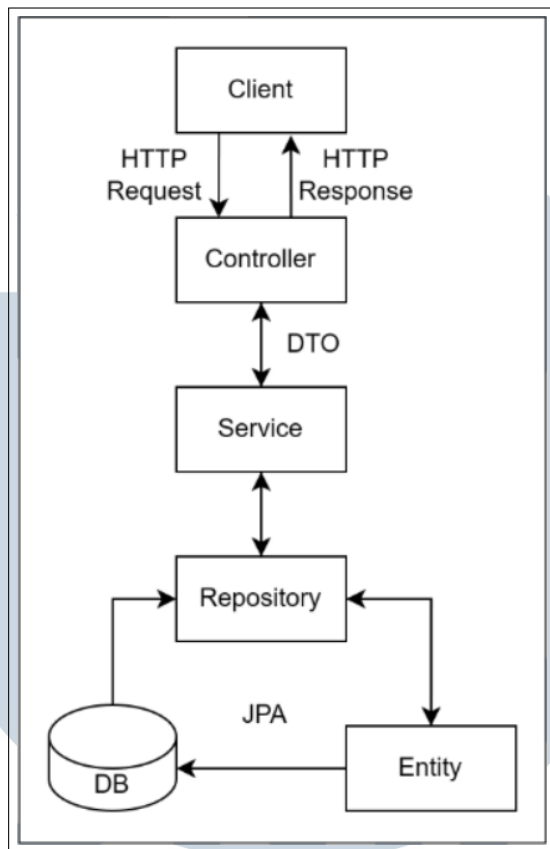 Client
HTTP
Request
HTTP
Response
Controller
DTO
Service
Repository
JPA
DB
Entity